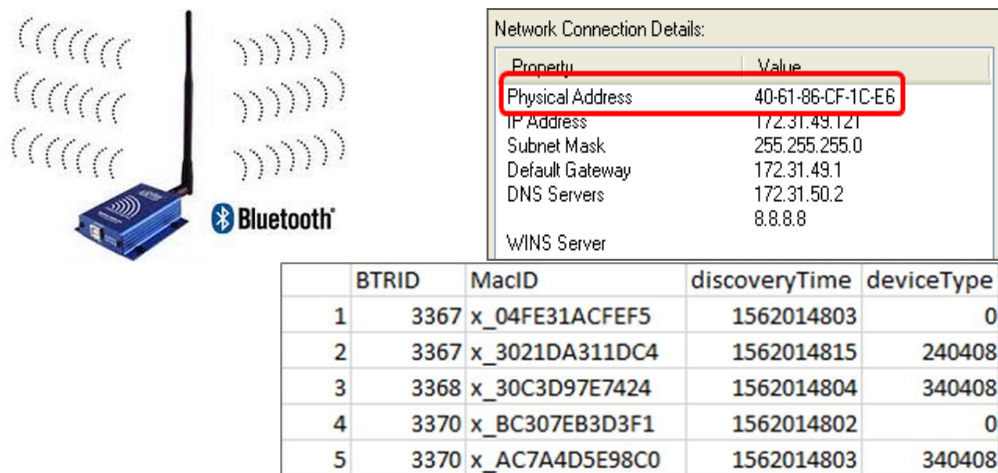 Bluetooth®
Network Connection Details:
Property Value
Physical Address 40-61-86-CF-1C-E6
IP Address 172.31.49.121
Subnet Mask 255.255.255.0
Default Gateway 172.31.49.1
DNS Servers 172.31.50.2
8.8.8.8
WINS Server
BTRID MacID discoveryTime deviceType
1 3367 x_04FE31ACFEF5 1562014803 0
2 3367 x_3021DA311DC4 1562014815 240408
3 3368 x_30C3D97E7424 1562014804 340408
4 3370 x_BC307EB3D3F1 1562014802 0
5 3370 x_AC7A4D5E98C0 1562014803 340408